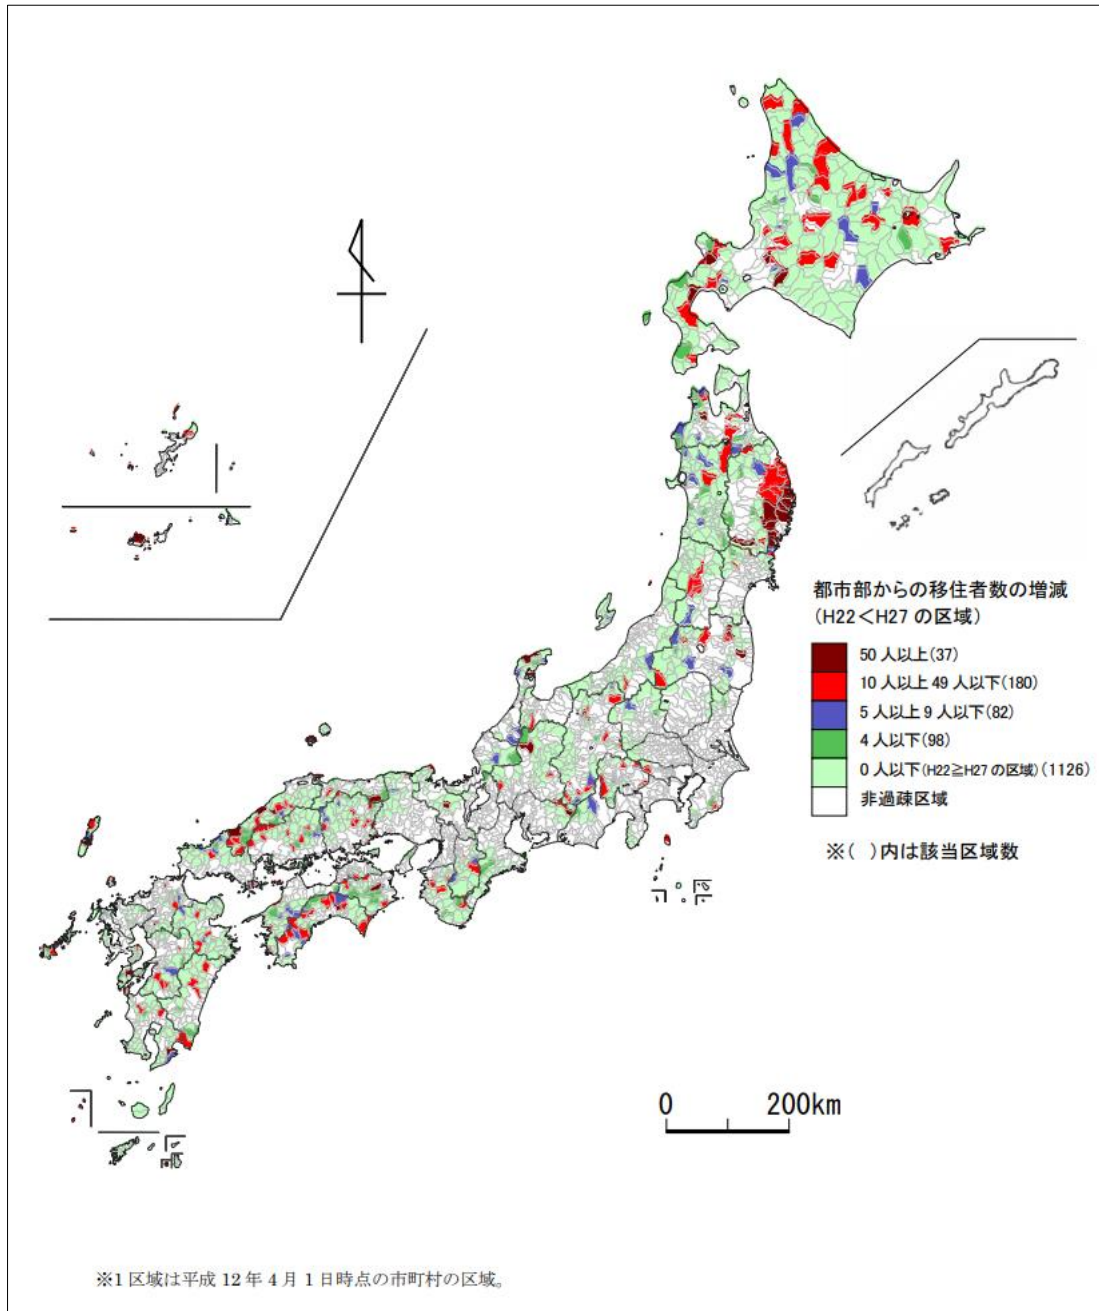 都市部からの移住者数の増減
(H22<H27 の区域)
50 人以上(37)
10 人以上 49 人以下(180)
5 人以上 9 人以下(82)
4 人以下(98)
0 人以下(H22≧H27 の区域)(1126)
非過疎区域
※( )内は該当区域数
0 200km
※1 区域は平成 12 年 4 月 1 日時点の市町村の区域。